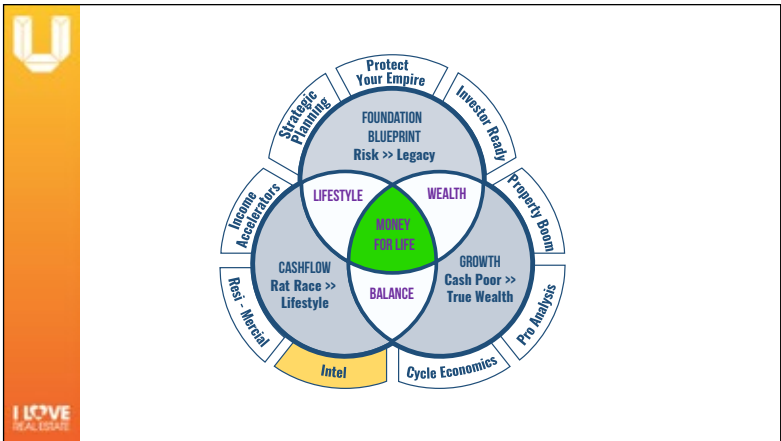 Protect
Your Empire
Strategic
Planning
Investor Ready
FOUNDATION
BLUEPRINT
Risk >> Legacy
LIFESTYLE
WEALTH
Income
Accelerators
Property Boom
MONEY
FOR LIFE
CASHFLOW
Rat Race >>
Lifestyle
GROWTH
Cash Poor >>
True Wealth
BALANCE
Resi - Mercial
Pro Analysis
Intel
Cycle Economics
I LOVE
REAL ESTATE